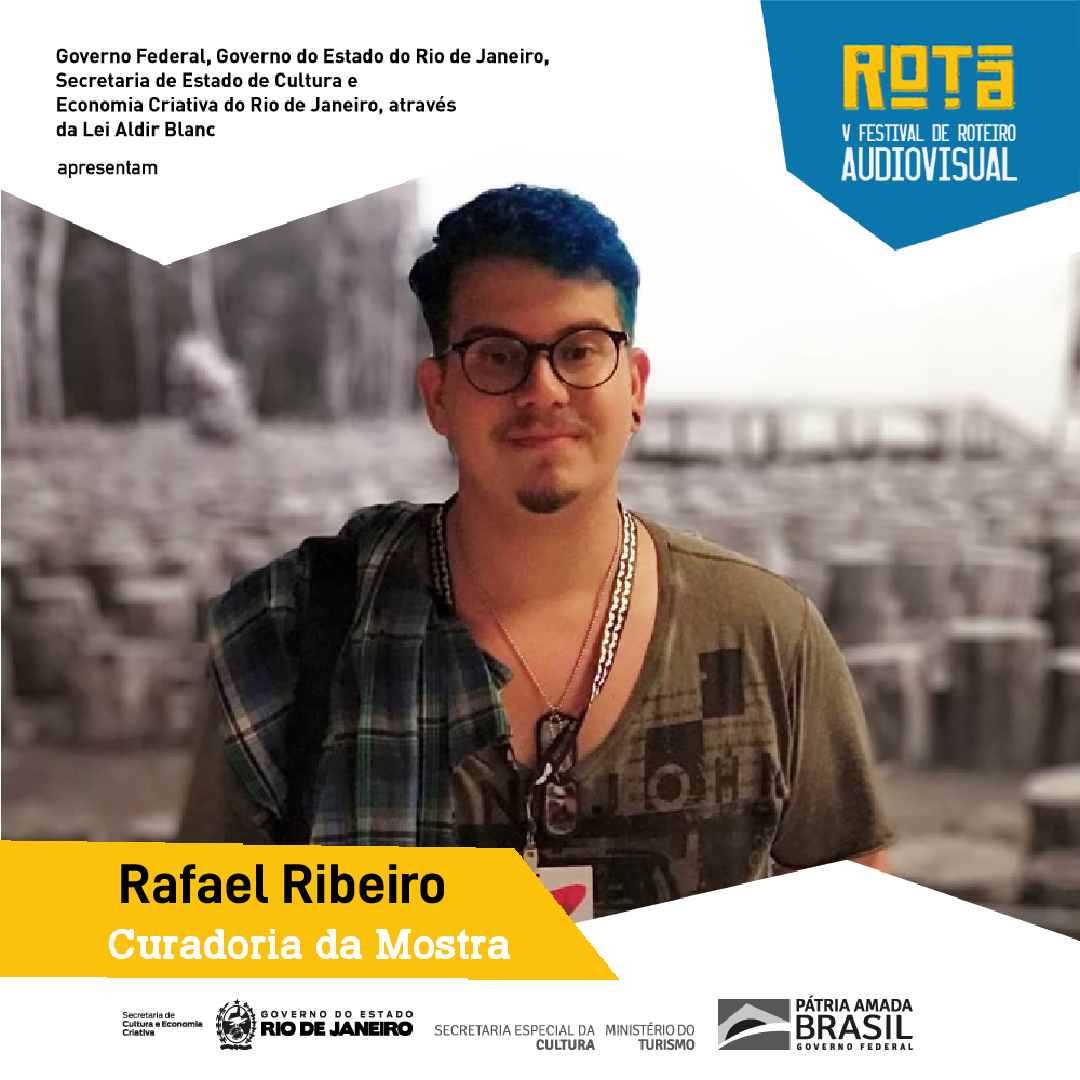 Governo Federal, Governo do Estado do Rio de Janeiro,
Secretaria de Estado de Cultura e
Economia Criativa do Rio de Janeiro, através
da Lei Aldir Blanc
apresentam
ROTA
V FESTIVAL DE ROTEIRO
AUDIOVISUAL
JOHN
Rafael Ribeiro
Curadoria da Mostra
Secretaria de
Cultura e Economia
Criativa
GOVERNO DO ESTADO
RIO DE JANEIRO
SECRETARIA ESPECIAL DA
CULTURA
MINISTÉRIO DO
TURISMO
PÁTRIA AMADA
BRASIL
GOVERNO FEDERAL